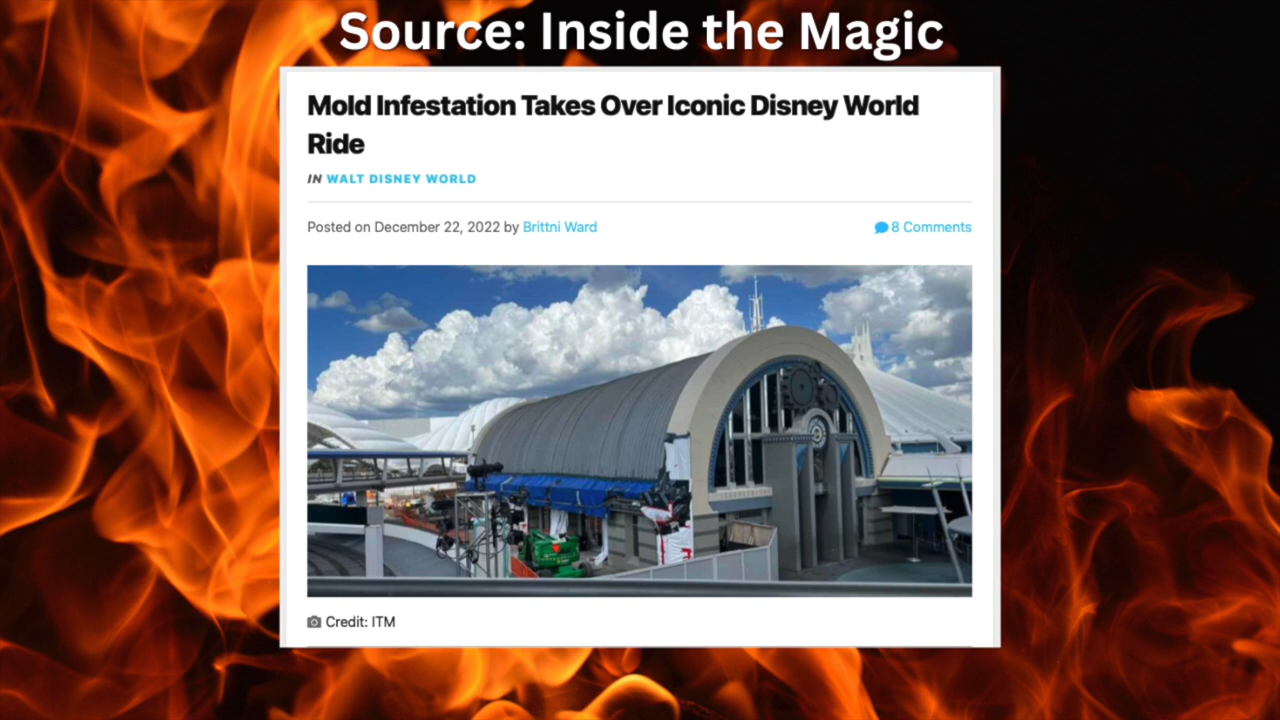 Source: Inside the Magic
Mold Infestation Takes Over Iconic Disney World
Ride
IN WALT DISNEY WORLD
Posted on December 22, 2022 by Brittni Ward
8 Comments
Credit: ITM